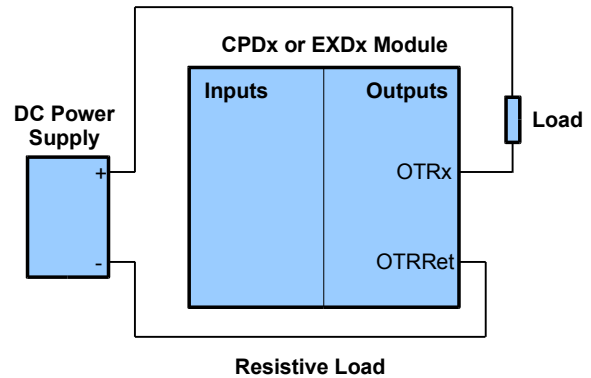 CPDx or EXDx Module
Inputs
Outputs
DC Power
Supply
Load
+
OTRx
-
OTRRet
Resistive Load